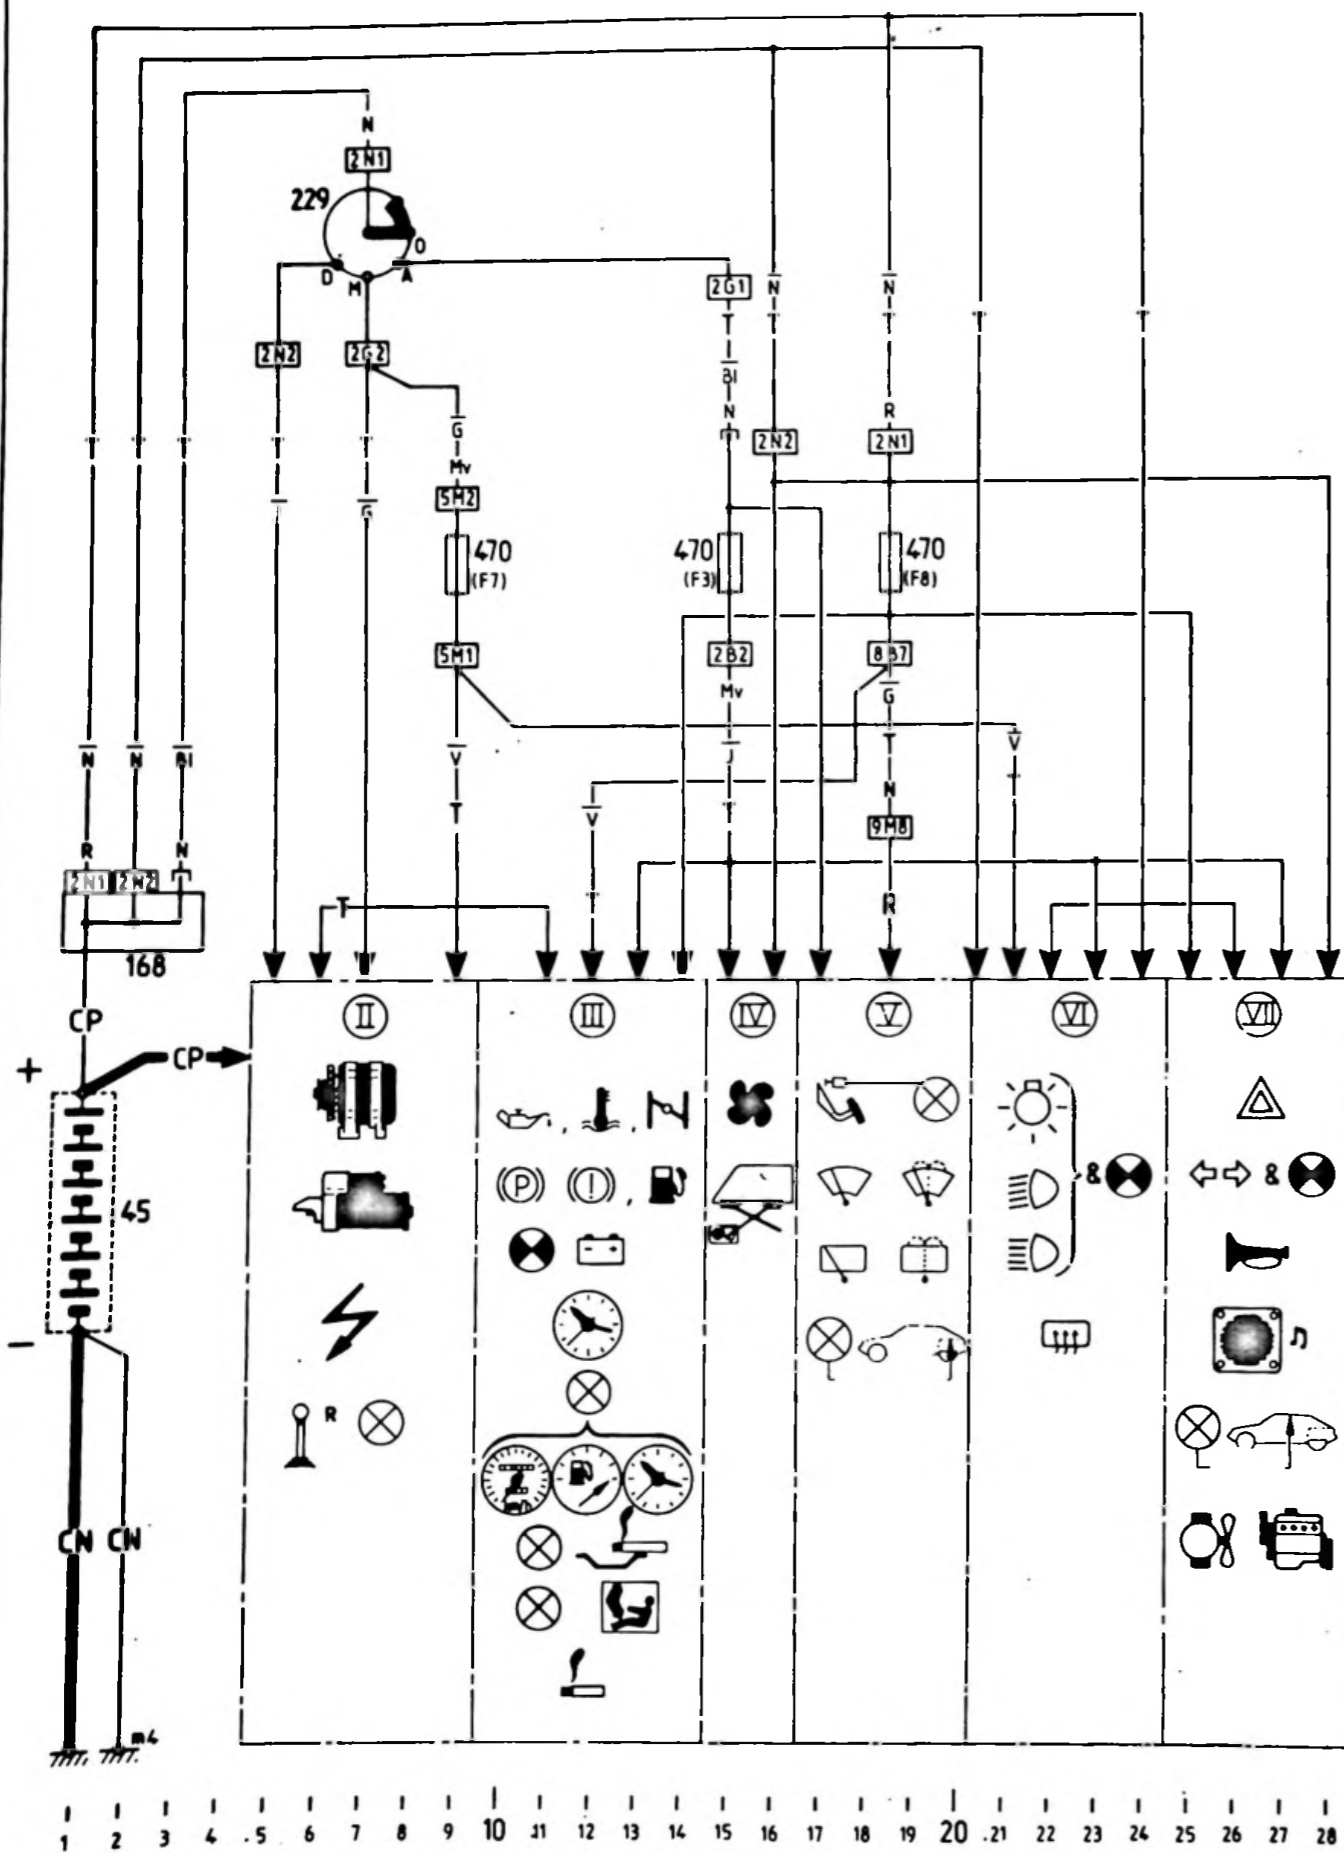 N
2N1
229
O
D
M
A
2G1
N
N
2N2
2G2
T
BI
N
R
G
2N2
2N1
Mv
5M2
T
G
470
(F7)
470
(F3)
470
(F8)
5M1
2B2
8B7
Mv
G
V
N
N
BI
V
J
T
T
N
V
9M8
R
N
2N1
2N2
T
R
168
CP
II
III
IV
V
VI
VII
+
CP
P
!
&
&
45
−
R
CN
CN
m4
1
2
3
4
5
6
7
8
9
10
11
12
13
14
15
16
17
18
19
20
21
22
23
24
25
26
27
28